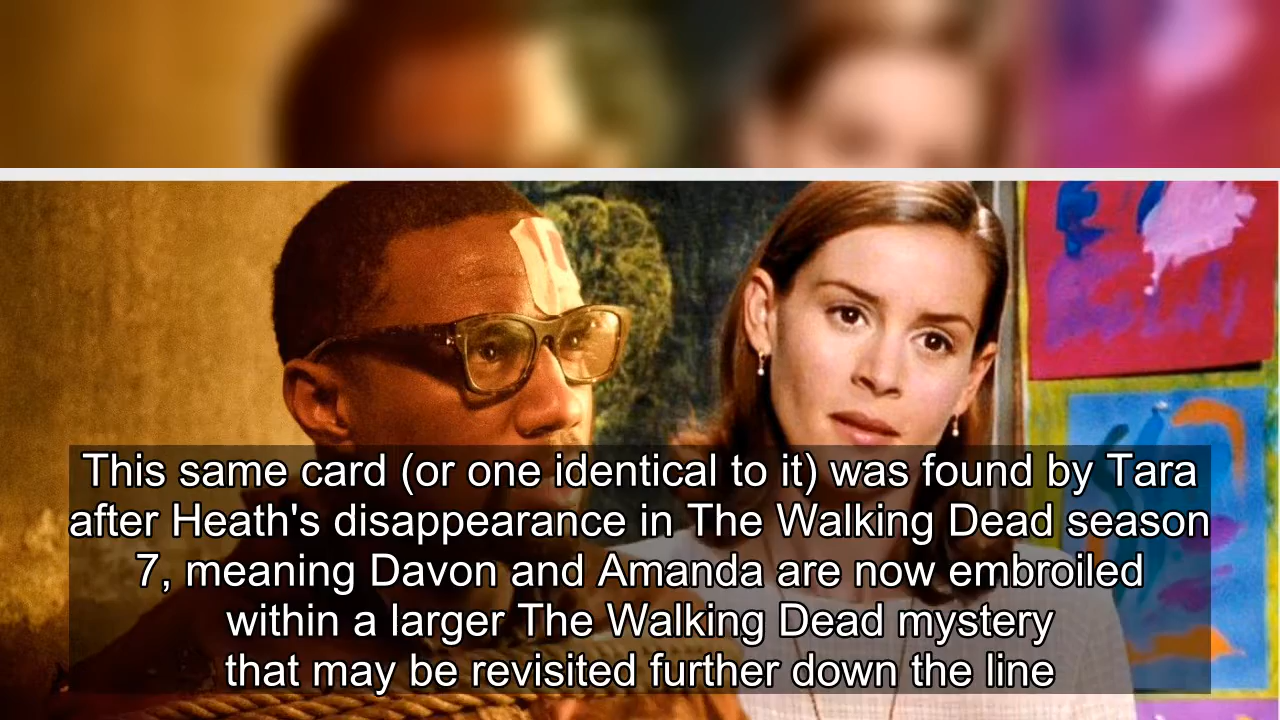 This same card (or one identical to it) was found by Tara
after Heath's disappearance in The Walking Dead season
7, meaning Davon and Amanda are now embroiled
within a larger The Walking Dead mystery
that may be revisited further down the line